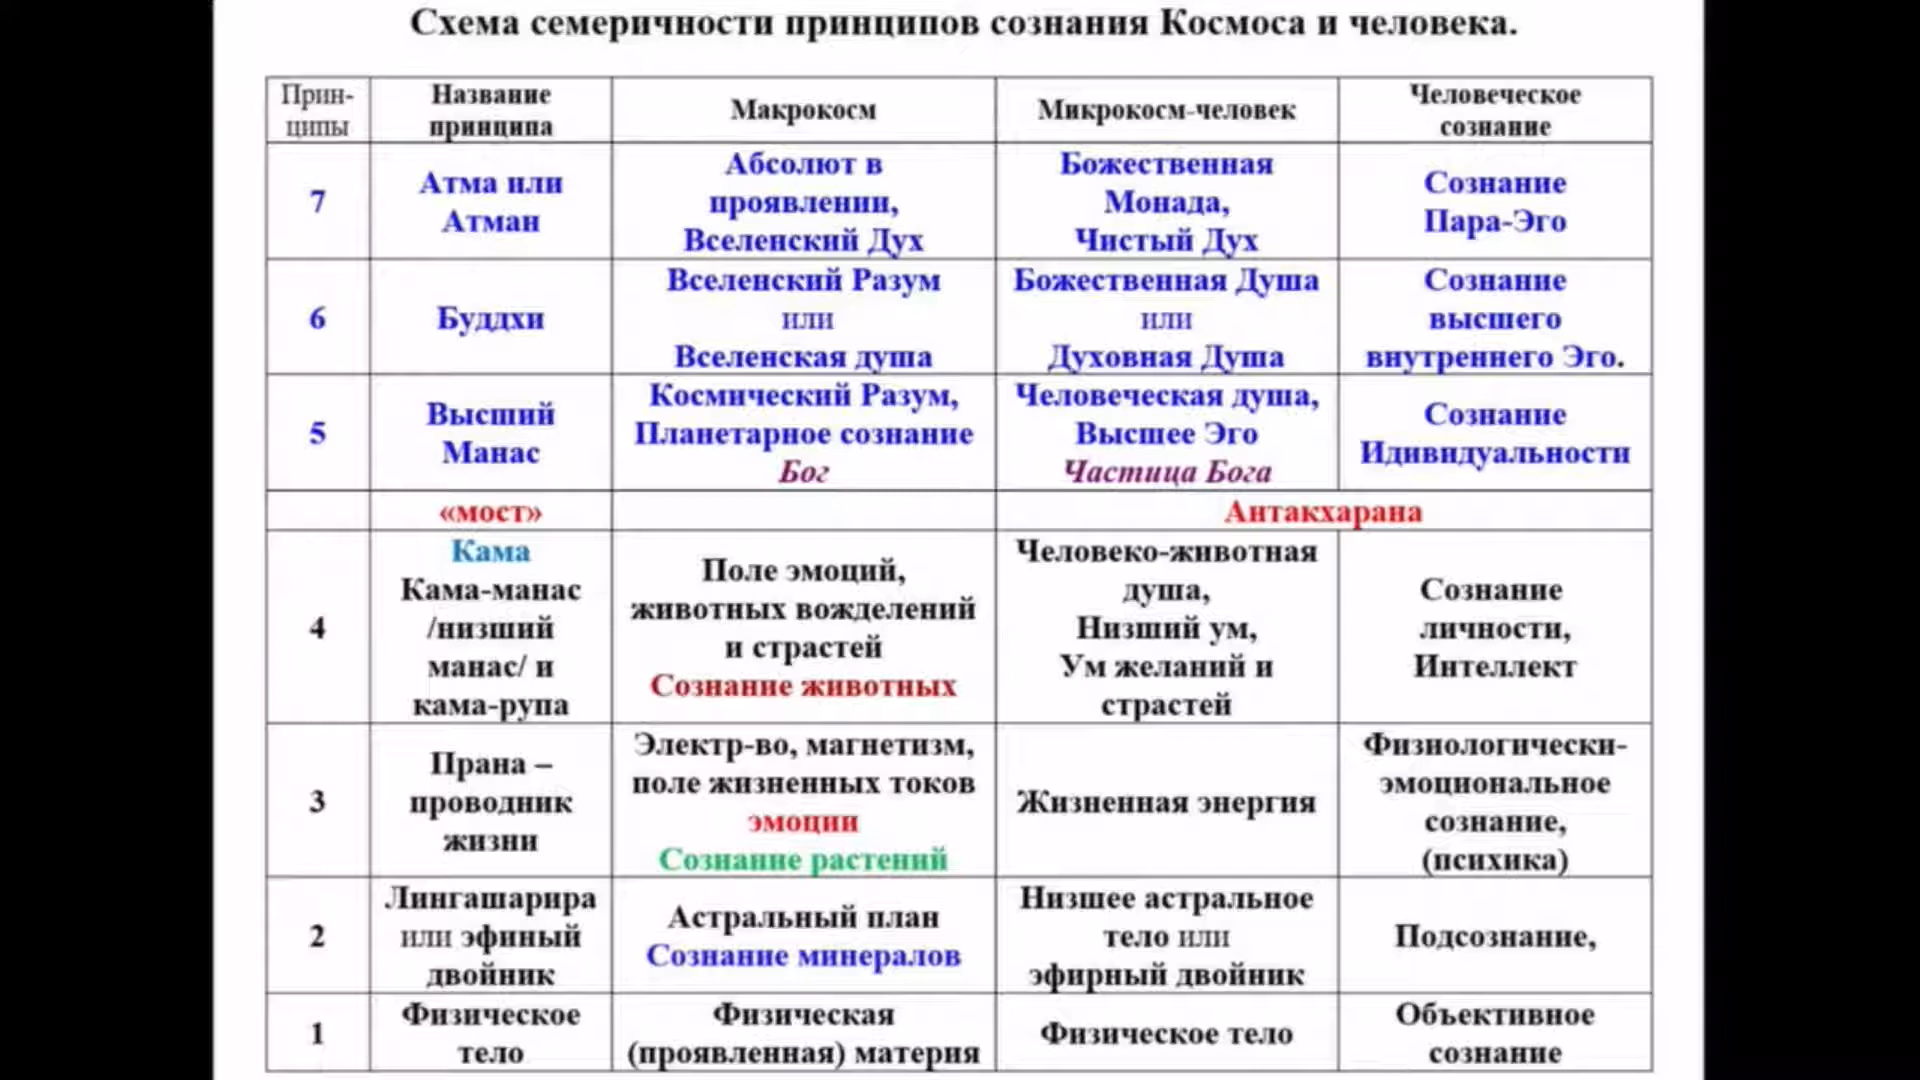 Схема семеричности принципов сознания Космоса и человека.
Прин-
ципы
Название
принципа
Макрокосм
Микрокосм-человек
Человеческое
сознание
7
Атма или
Атман
Абсолют в
проявлении,
Вселенский Дух
Божественная
Монада,
Чистый Дух
Сознание
Пара-Эго
6
Буддхи
Вселенский Разум
или
Вселенская душа
Божественная Душа
или
Духовная Душа
Сознание
высшего
внутреннего Эго.
5
Высший
Манас
Космический Разум,
Планетарное сознание
Бог
Человеческая душа,
Высшее Эго
Частица Бога
Сознание
Идивидуальности
«мост»
Антакхарана
4
Кама
Кама-манас
/низший
манас/ и
кама-рупа
Поле эмоций,
животных вожделений
и страстей
Сознание животных
Человеко-животная
душа,
Низший ум,
Ум желаний и
страстей
Сознание
личности,
Интеллект
3
Прана –
проводник
жизни
Электр-во, магнетизм,
поле жизненных токов
эмоции
Сознание растений
Жизненная энергия
Физиологически-
эмоциональное
сознание,
(психика)
2
Лингашарира
или эфиный
двойник
Астральный план
Сознание минералов
Низшее астральное
тело или
эфирный двойник
Подсознание,
1
Физическое
тело
Физическая
(проявленная) материя
Физическое тело
Объективное
сознание